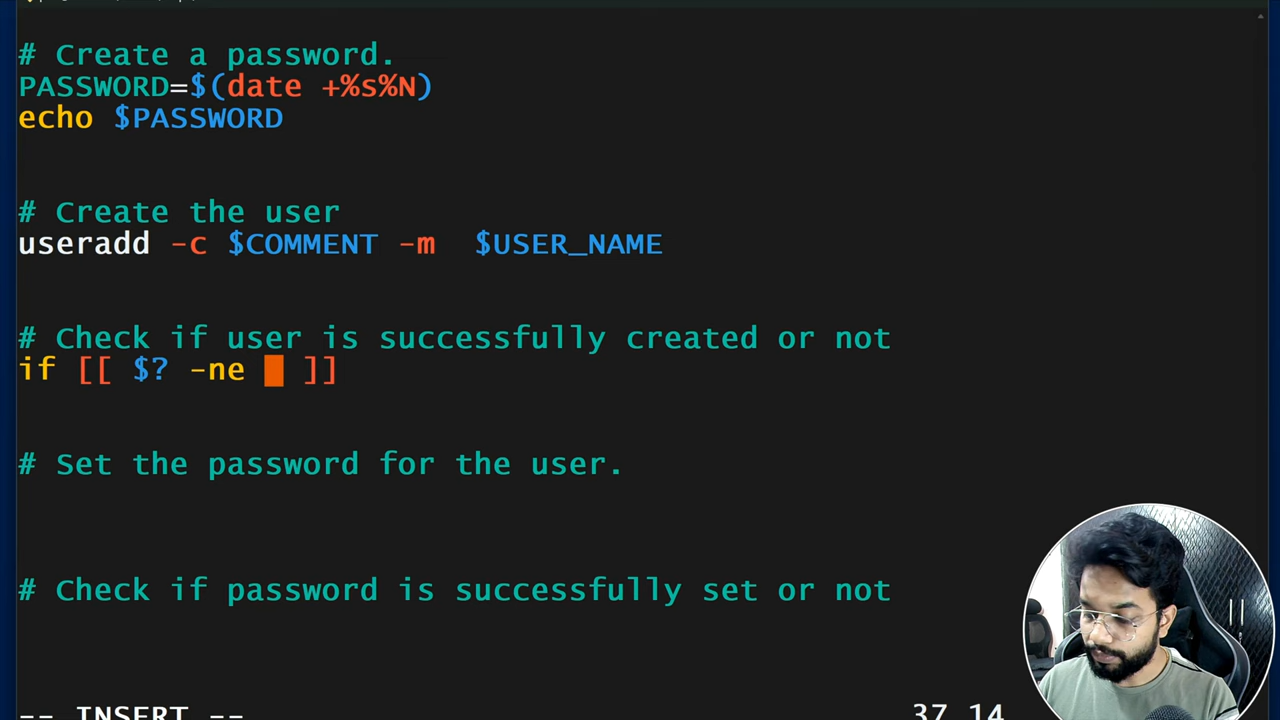 # Create a password.
PASSWORD=$(date +%s%N)
echo $PASSWORD
# Create the user
useradd -c $COMMENT -m  $USER_NAME
# Check if user is successfully created or not
if [[ $? -ne   ]]
# Set the password for the user.
# Check if password is successfully set or not
-- INSERT --
37,14